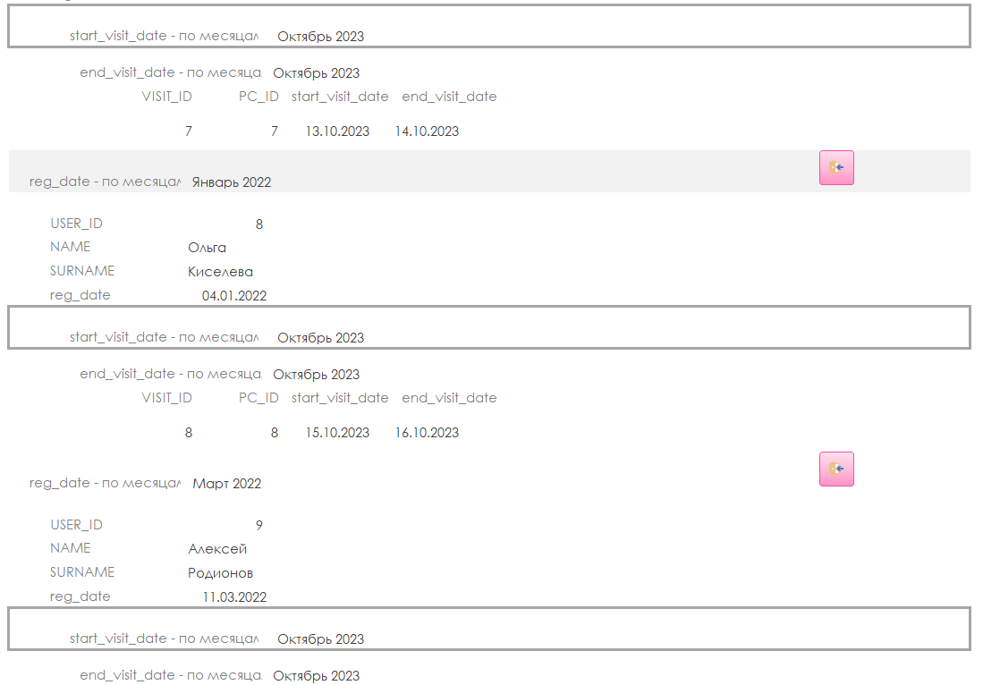 start_visit_date - по месяцам Октябрь 2023
end_visit_date - по месяца Октябрь 2023
VISIT_ID PC_ID start_visit_date end_visit_date
7 7 13.10.2023 14.10.2023
reg_date - по месяцам Январь 2022
USER_ID 8
NAME Ольга
SURNAME Киселева
reg_date 04.01.2022
start_visit_date - по месяцам Октябрь 2023
end_visit_date - по месяца Октябрь 2023
VISIT_ID PC_ID start_visit_date end_visit_date
8 8 15.10.2023 16.10.2023
reg_date - по месяцам Март 2022
USER_ID 9
NAME Алексей
SURNAME Родионов
reg_date 11.03.2022
start_visit_date - по месяцам Октябрь 2023
end_visit_date - по месяца Октябрь 2023